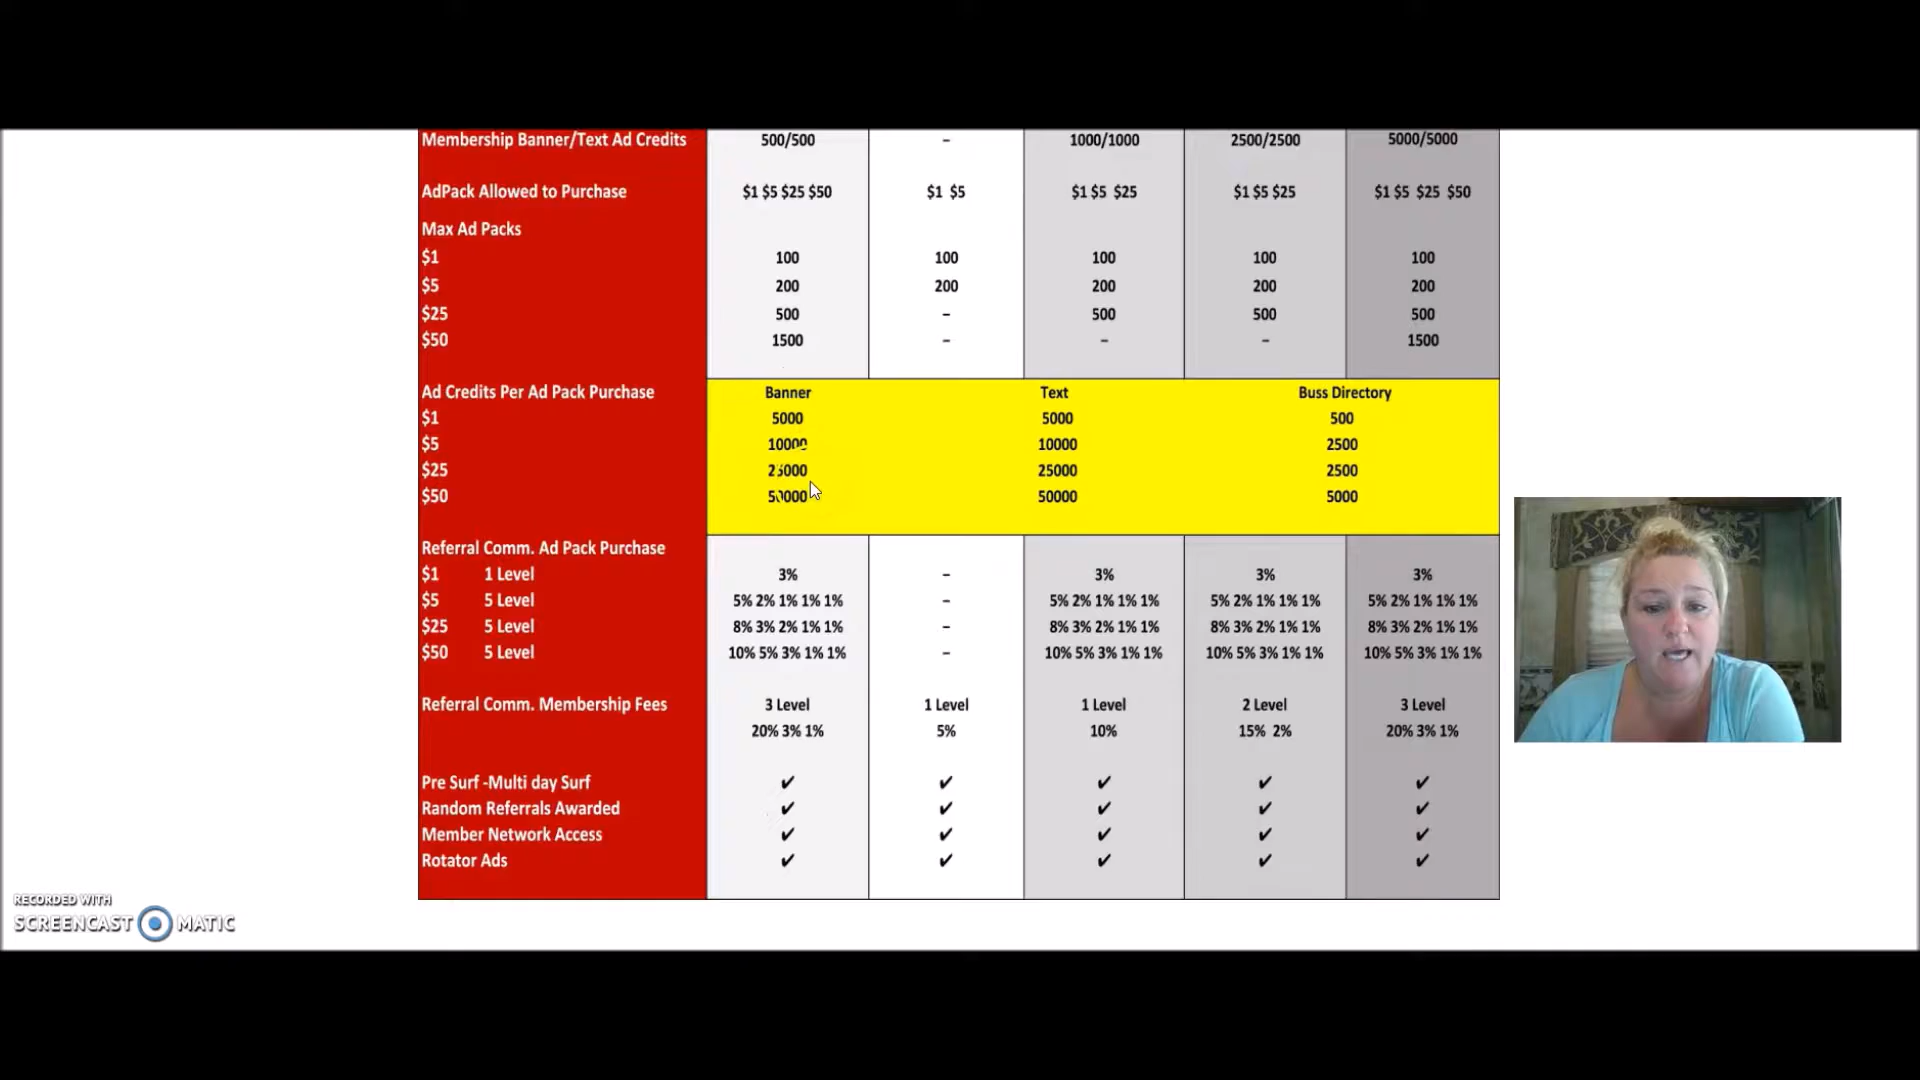 Membership Banner/Text Ad Credits 500/500 – 1000/1000 2500/2500 5000/5000
AdPack Allowed to Purchase $1 $5 $25 $50 $1 $5 $1 $5 $25 $1 $5 $25 $1 $5 $25 $50
Max Ad Packs
$1 100 100 100 100 100
$5 200 200 200 200 200
$25 500 – 500 500 500
$50 1500 – – – 1500
Ad Credits Per Ad Pack Purchase Banner Text Buss Directory
$1 5000 5000 500
$5 10000 10000 2500
$25 25000 25000 2500
$50 50000 50000 5000
Referral Comm. Ad Pack Purchase
$1 1 Level 3% – 3% 3% 3%
$5 5 Level 5% 2% 1% 1% 1% – 5% 2% 1% 1% 1% 5% 2% 1% 1% 1% 5% 2% 1% 1% 1%
$25 5 Level 8% 3% 2% 1% 1% – 8% 3% 2% 1% 1% 8% 3% 2% 1% 1% 8% 3% 2% 1% 1%
$50 5 Level 10% 5% 3% 1% 1% – 10% 5% 3% 1% 1% 10% 5% 3% 1% 1% 10% 5% 3% 1% 1%
Referral Comm. Membership Fees 3 Level 1 Level 1 Level 2 Level 3 Level
20% 3% 1% 5% 10% 15% 2% 20% 3% 1%
Pre Surf -Multi day Surf ✔ ✔ ✔ ✔ ✔
Random Referrals Awarded ✔ ✔ ✔ ✔ ✔
Member Network Access ✔ ✔ ✔ ✔ ✔
Rotator Ads ✔ ✔ ✔ ✔ ✔
RECORDED WITH
SCREENCAST MATIC